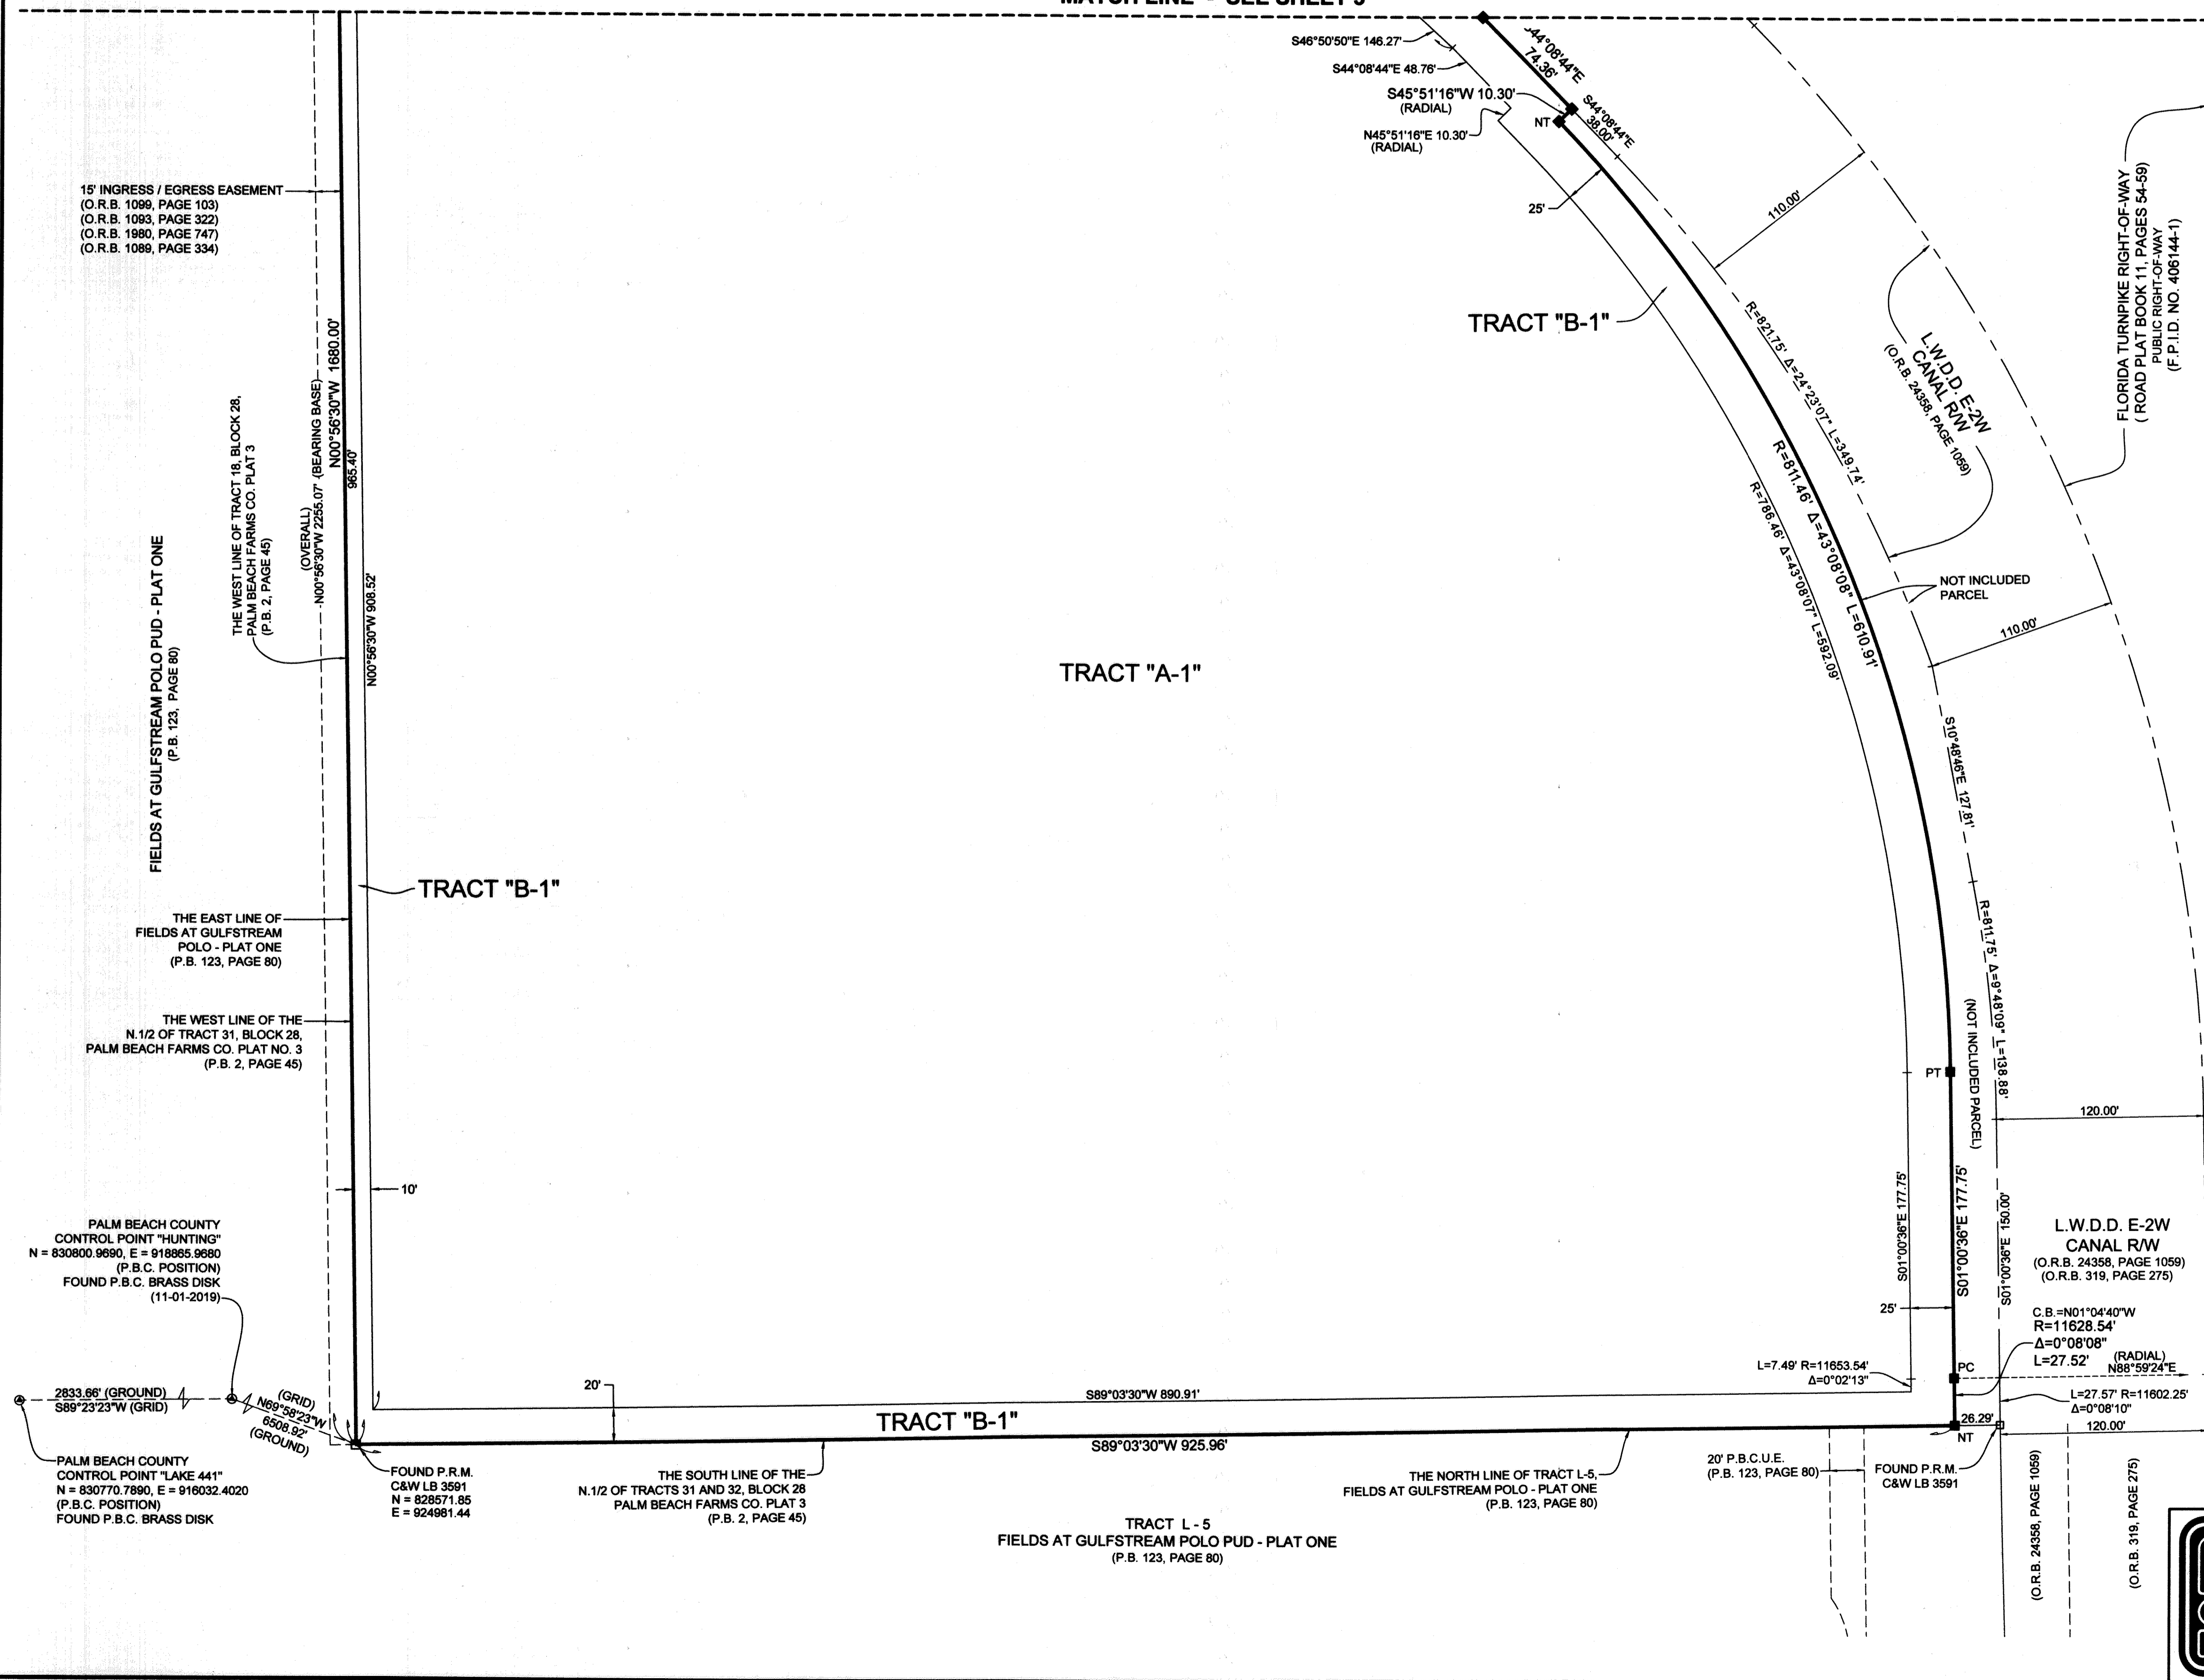 MATCH LINE - SEE SHEET 3
S46°50'50"E 146.27'
S44°08'44"E 48.76'
S45°51'16"W 10.30'
(RADIAL)
N45°51'16"E 10.30'
(RADIAL)
NT
44°08'44"E
74.36'
S44°08'44"E
38.00'
25'
110.00'
15' INGRESS / EGRESS EASEMENT
(O.R.B. 1099, PAGE 103)
(O.R.B. 1093, PAGE 322)
(O.R.B. 1980, PAGE 747)
(O.R.B. 1089, PAGE 334)
FLORIDA TURNPIKE RIGHT-OF-WAY
( ROAD PLAT BOOK 11, PAGES 54-59)
PUBLIC RIGHT-OF-WAY
(F.P.I.D. NO. 406144-1)
TRACT "B-1"
L.W.D.D. E-2W
CANAL R/W
(O.R.B. 24358, PAGE 1059)
R=821.75' Δ=24°23'07" L=349.74'
R=811.46' Δ=43°08'08" L=610.91'
R=786.46' Δ=43°08'07" L=592.09'
NOT INCLUDED
PARCEL
110.00'
N00°56'30"W 1680.00'
965.40'
(OVERALL)
N00°56'30"W 2255.07' (BEARING BASE)
THE WEST LINE OF TRACT 18, BLOCK 28,
PALM BEACH FARMS CO. PLAT 3
(P.B. 2, PAGE 45)
N00°56'30"W 908.52'
FIELDS AT GULFSTREAM POLO PUD - PLAT ONE
(P.B. 123, PAGE 80)
TRACT "A-1"
S10°48'46"E 127.81'
TRACT "B-1"
THE EAST LINE OF
FIELDS AT GULFSTREAM
POLO - PLAT ONE
(P.B. 123, PAGE 80)
THE WEST LINE OF THE
N.1/2 OF TRACT 31, BLOCK 28,
PALM BEACH FARMS CO. PLAT NO. 3
(P.B. 2, PAGE 45)
R=811.75' Δ=9°48'09" L=138.88'
(NOT INCLUDED PARCEL)
PT
120.00'
10'
S01°00'36"E 177.75'
S01°00'36"E 177.75'
S01°00'36"E 150.00'
L.W.D.D. E-2W
CANAL R/W
(O.R.B. 24358, PAGE 1059)
(O.R.B. 319, PAGE 275)
PALM BEACH COUNTY
CONTROL POINT "HUNTING"
N = 830800.9690, E = 918865.9680
(P.B.C. POSITION)
FOUND P.B.C. BRASS DISK
(11-01-2019)
25'
C.B.=N01°04'40"W
R=11628.54'
Δ=0°08'08"
L=27.52'
(RADIAL)
N88°59'24"E
PC
L=7.49' R=11653.54'
Δ=0°02'13"
L=27.57' R=11602.25'
Δ=0°08'10"
120.00'
2833.66' (GROUND)
S89°23'23"W (GRID)
(GRID)
N69°58'23"W
6508.92'
(GROUND)
20'
S89°03'30"W 890.91'
TRACT "B-1"
S89°03'30"W 925.96'
26.29'
NT
PALM BEACH COUNTY
CONTROL POINT "LAKE 441"
N = 830770.7890, E = 916032.4020
(P.B.C. POSITION)
FOUND P.B.C. BRASS DISK
FOUND P.R.M.
C&W LB 3591
N = 828571.85
E = 924981.44
THE SOUTH LINE OF THE
N.1/2 OF TRACTS 31 AND 32, BLOCK 28
PALM BEACH FARMS CO. PLAT 3
(P.B. 2, PAGE 45)
THE NORTH LINE OF TRACT L-5,
FIELDS AT GULFSTREAM POLO - PLAT ONE
(P.B. 123, PAGE 80)
20' P.B.C.U.E.
(P.B. 123, PAGE 80)
FOUND P.R.M.
C&W LB 3591
(O.R.B. 24358, PAGE 1059)
(O.R.B. 319, PAGE 275)
TRACT L - 5
FIELDS AT GULFSTREAM POLO PUD - PLAT ONE
(P.B. 123, PAGE 80)